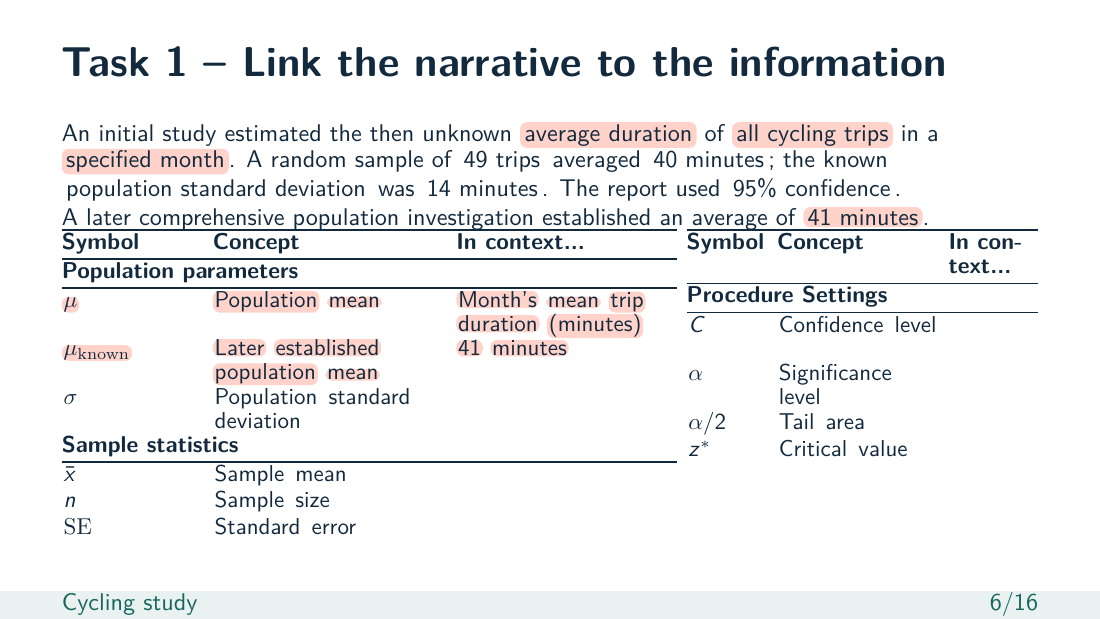 Task 1 – Link the narrative to the information
An initial study estimated the then unknown average duration of all cycling trips in a
specified month. A random sample of 49 trips averaged 40 minutes; the known
population standard deviation was 14 minutes. The report used 95% confidence.
A later comprehensive population investigation established an average of 41 minutes.
Symbol Concept In context...
Population parameters
μ Population mean Month's mean trip
duration (minutes)
μknown Later established 41 minutes
population mean
σ Population standard
deviation
Sample statistics
x̄ Sample mean
n Sample size
SE Standard error
Symbol Concept In con-
text...
Procedure Settings
C Confidence level
α Significance
level
α/2 Tail area
z* Critical value
Cycling study 6/16